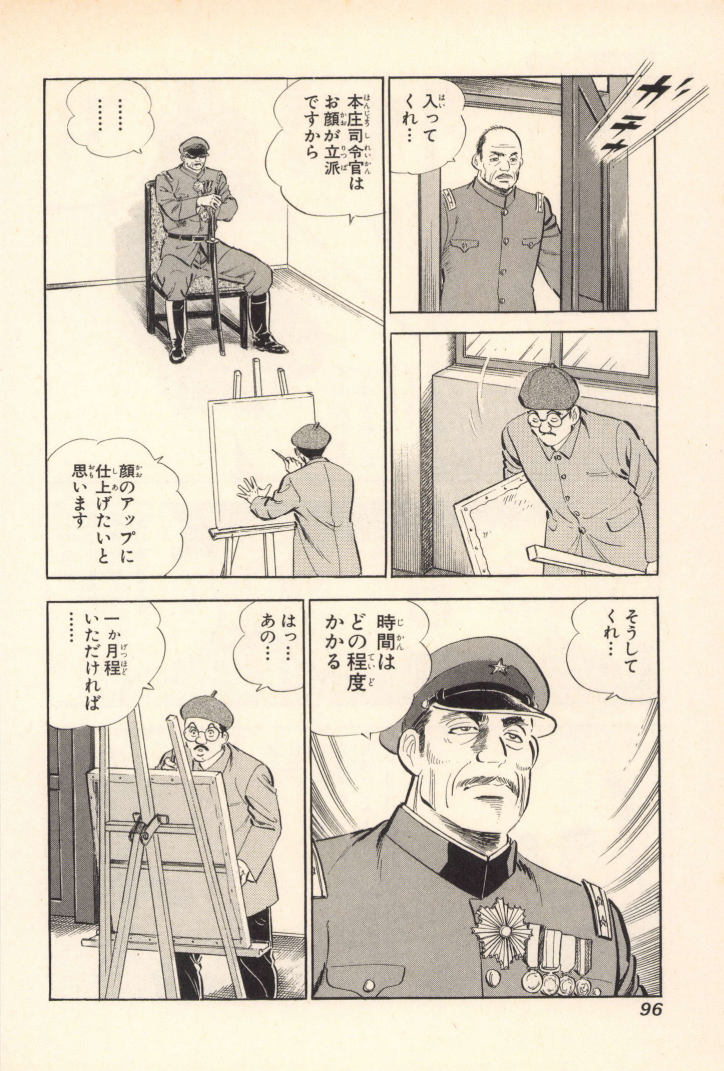 ガチャ
入って
くれ…
本庄司令官は
お顔が立派
ですから
……
……
顔のアップに
仕上げたいと
思います
そうして
くれ…
時間は
どの程度
かかる
はっ…
あの…
一か月程
いただければ
……
96